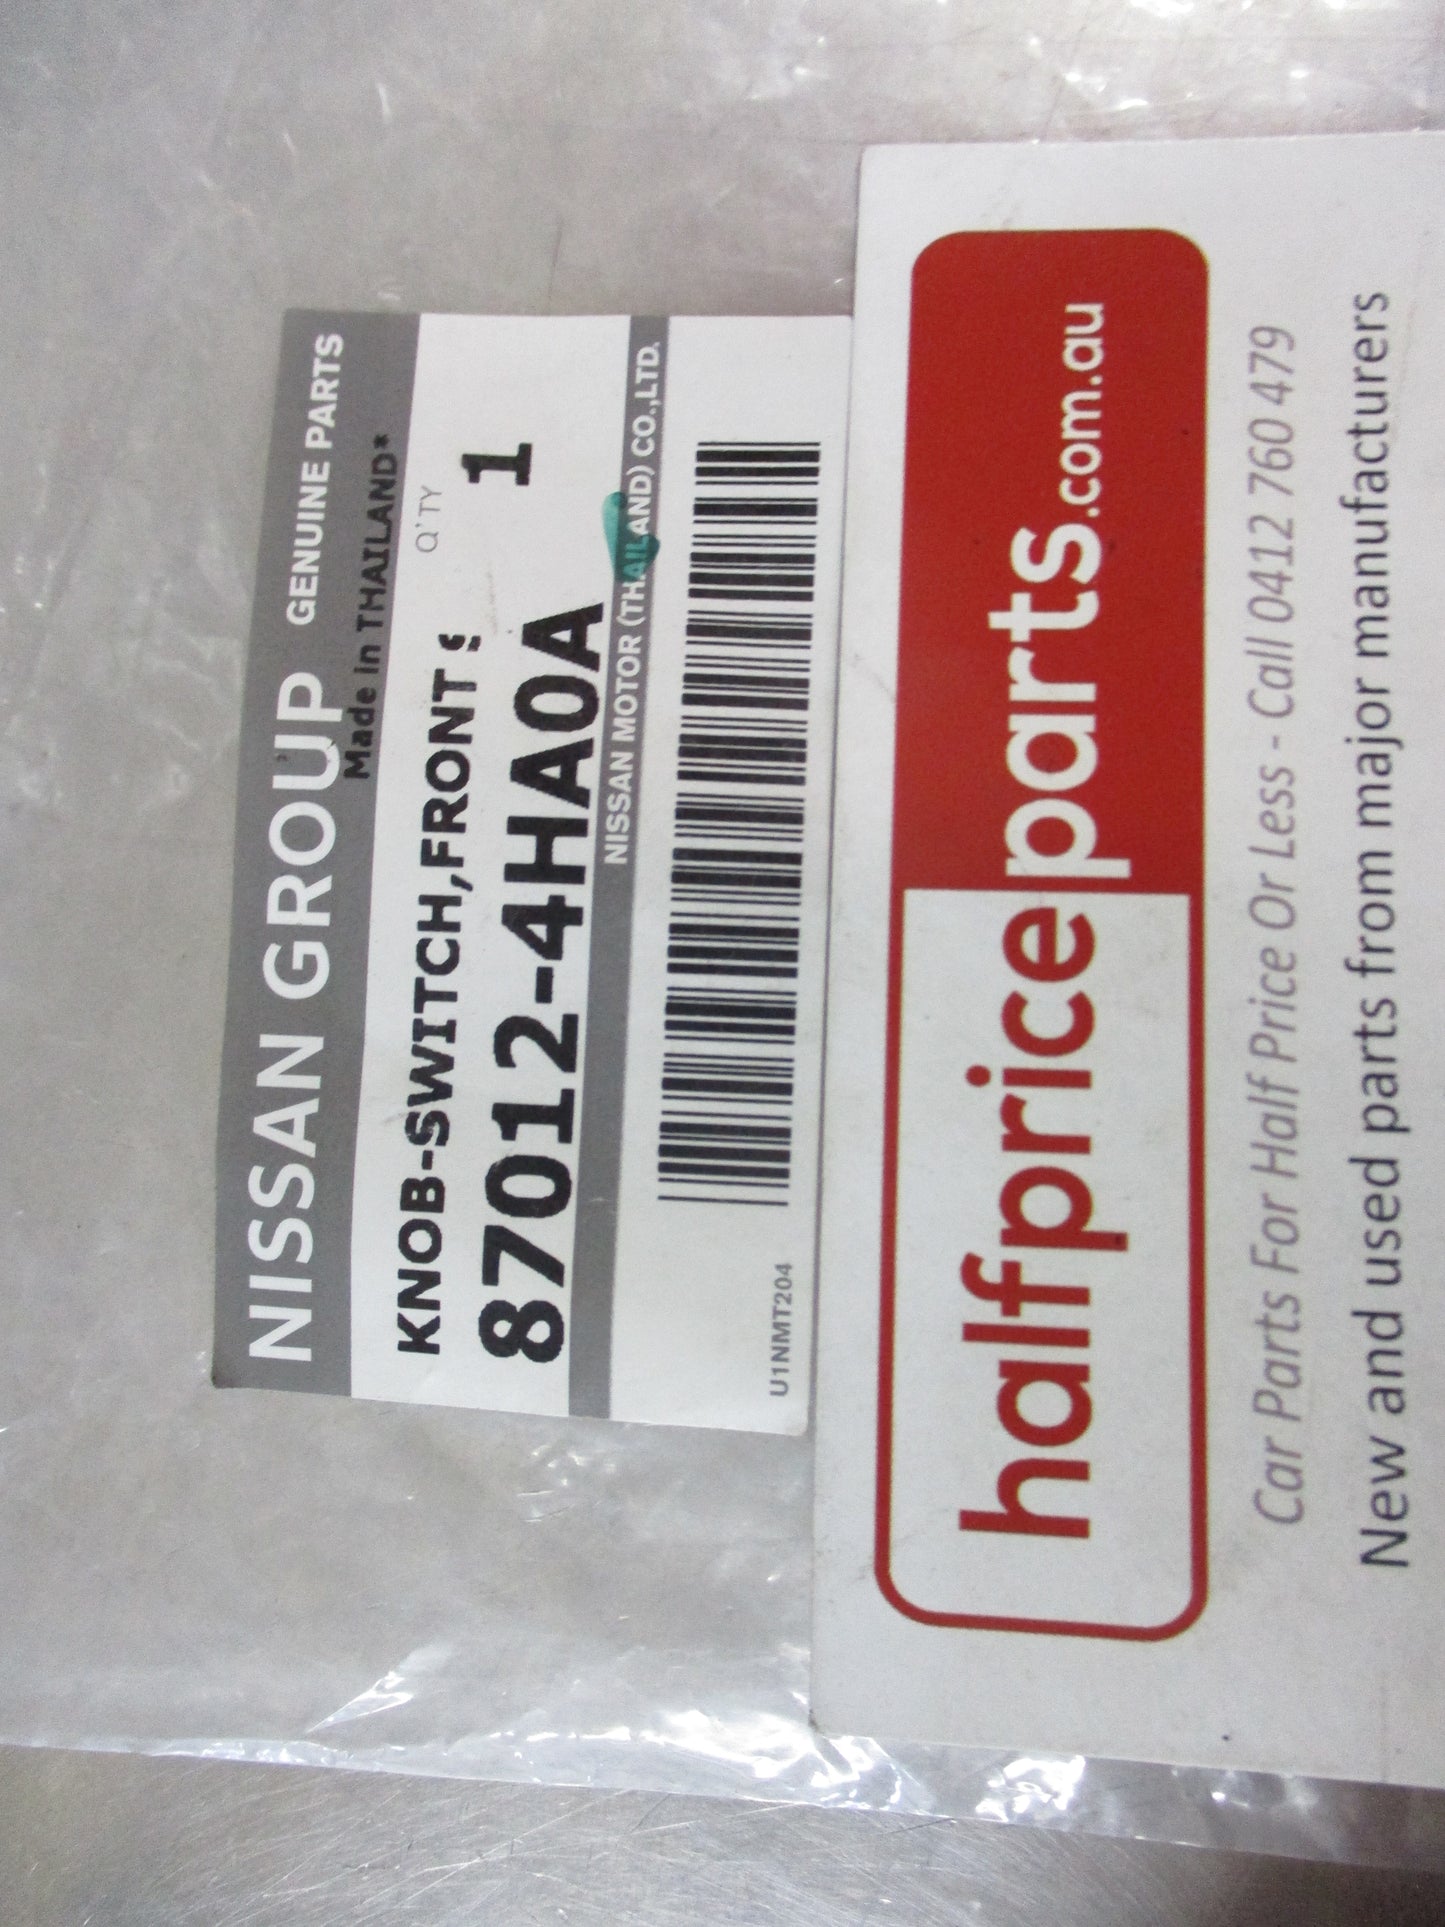 NISSAN GROUP GENUINE PARTS
Made in THAILAND*
KNOB-SWITCH,FRONT
Q'TY
87012-4HA0A
1
NISSAN MOTOR (THAILAND) CO.,LTD.
U1NMT204
halfpriceparts.com.au
Car Parts For Half Price Or Less - Call 0412 760 479
New and used parts from major manufacturers